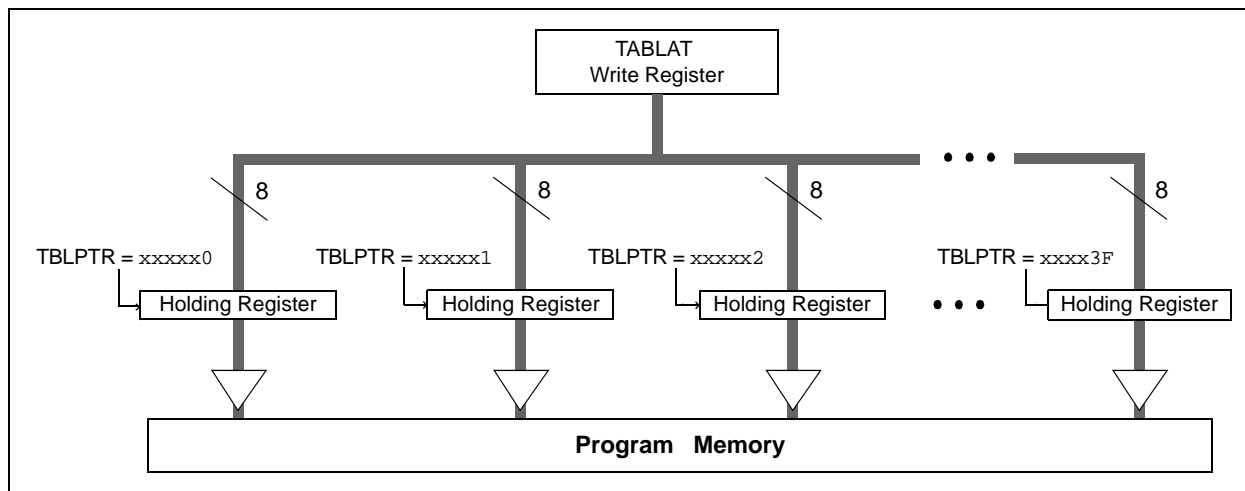 TABLAT
Write Register
8
8
8
8
TBLPTR = xxxxx0
TBLPTR = xxxxx1
TBLPTR = xxxxx2
TBLPTR = xxxx3F
Holding Register
Holding Register
Holding Register
Holding Register
Program Memory